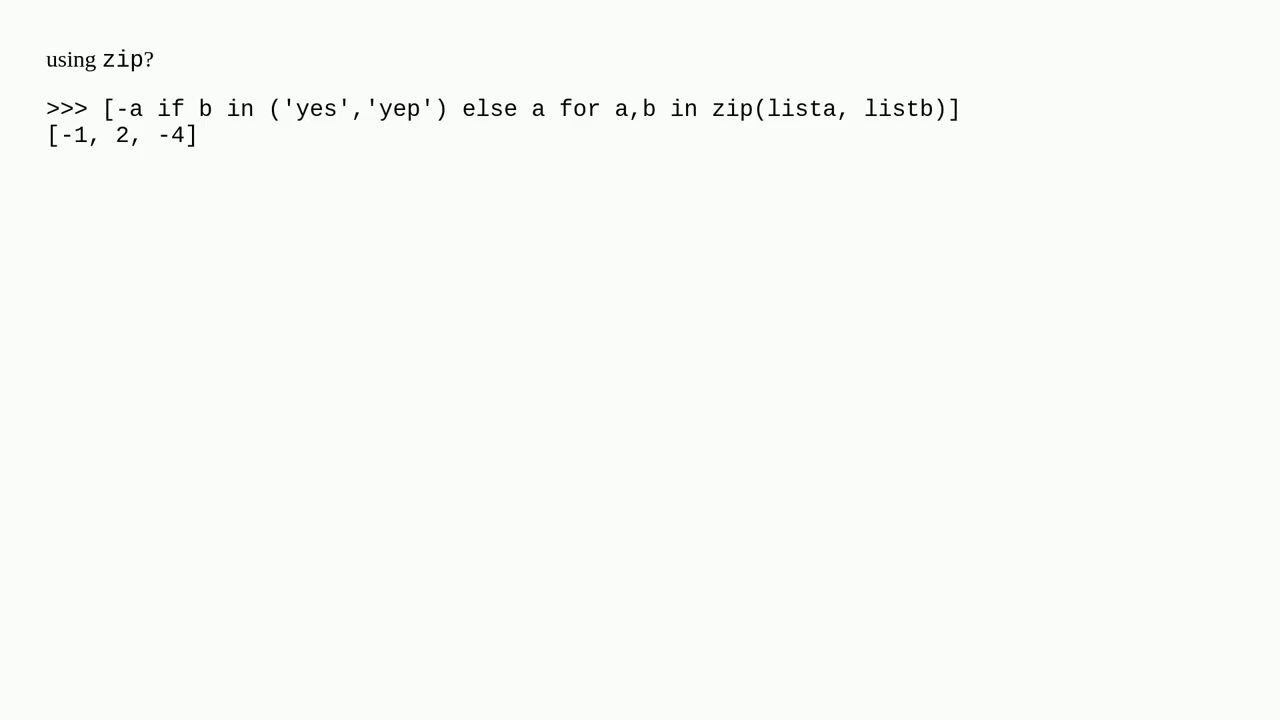 using zip?
>>> [-a if b in ('yes','yep') else a for a,b in zip(lista, listb)]
[-1, 2, -4]